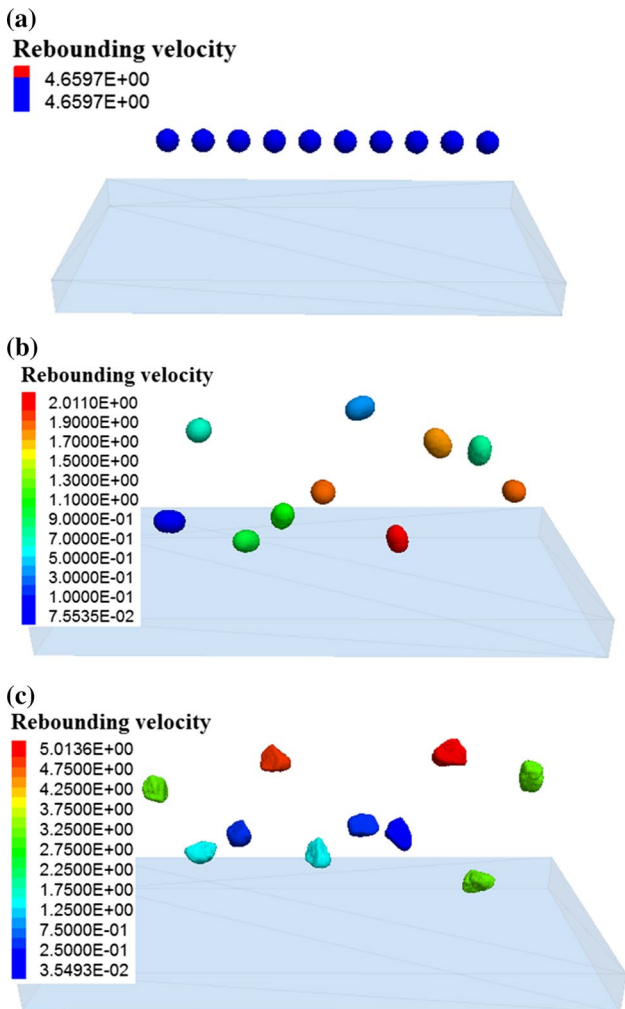 (a)
Rebounding velocity
4.6597E+00
4.6597E+00
(b)
Rebounding velocity
2.0110E+00
1.9000E+00
1.7000E+00
1.5000E+00
1.3000E+00
1.1000E+00
9.0000E-01
7.0000E-01
5.0000E-01
3.0000E-01
1.0000E-01
7.5535E-02
(c)
Rebounding velocity
5.0136E+00
4.7500E+00
4.2500E+00
3.7500E+00
3.2500E+00
2.7500E+00
2.2500E+00
1.7500E+00
1.2500E+00
7.5000E-01
2.5000E-01
3.5493E-02